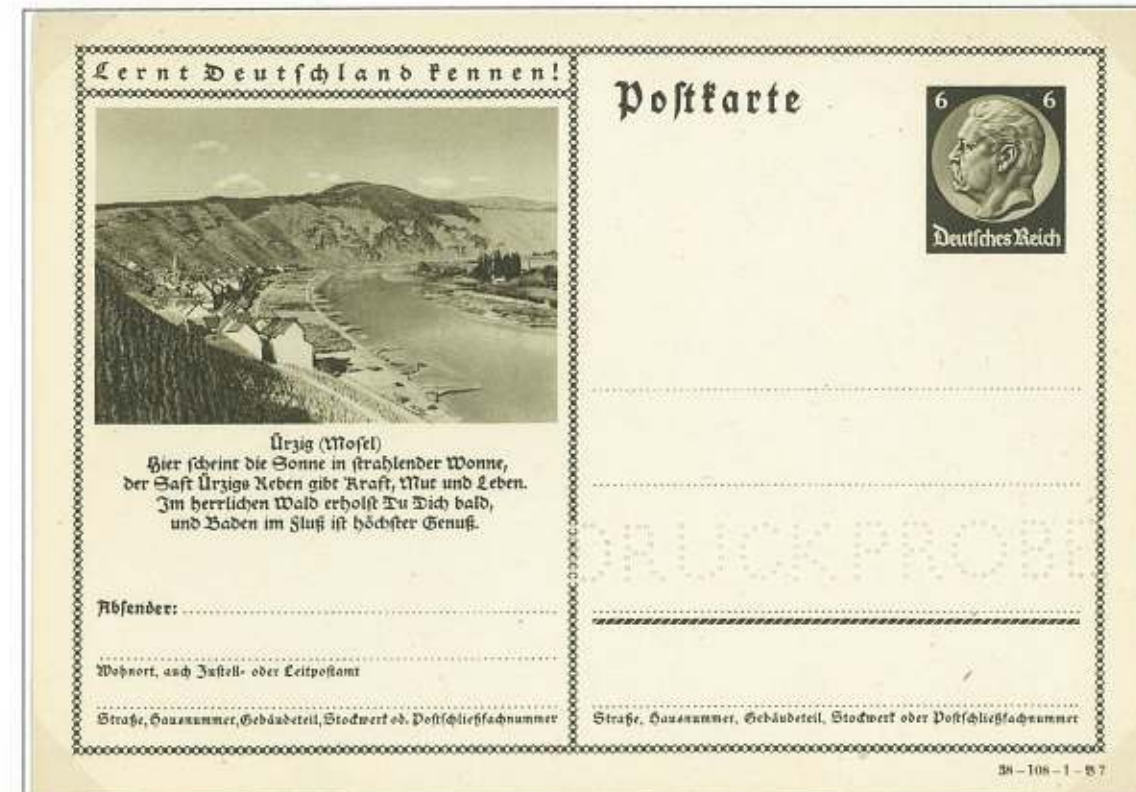 Lernt Deutschland kennen!
Postkarte
6 6
Deutsches Reich
Ürzig (Mosel)
Hier scheint die Sonne in strahlender Wonne,
der Saft Ürzigs Reben gibt Kraft, Mut und Leben.
Im herrlichen Wald erholst Du Dich bald,
und Baden im Fluß ist höchster Genuß.
DRUCKPROBE
Absender:
Wohnort, auch Zustell- oder Leitpostamt
Straße, Hausnummer, Gebäudeteil, Stockwerk od. Postschließfachnummer
Straße, Hausnummer, Gebäudeteil, Stockwerk oder Postschließfachnummer
38-108-1-B7